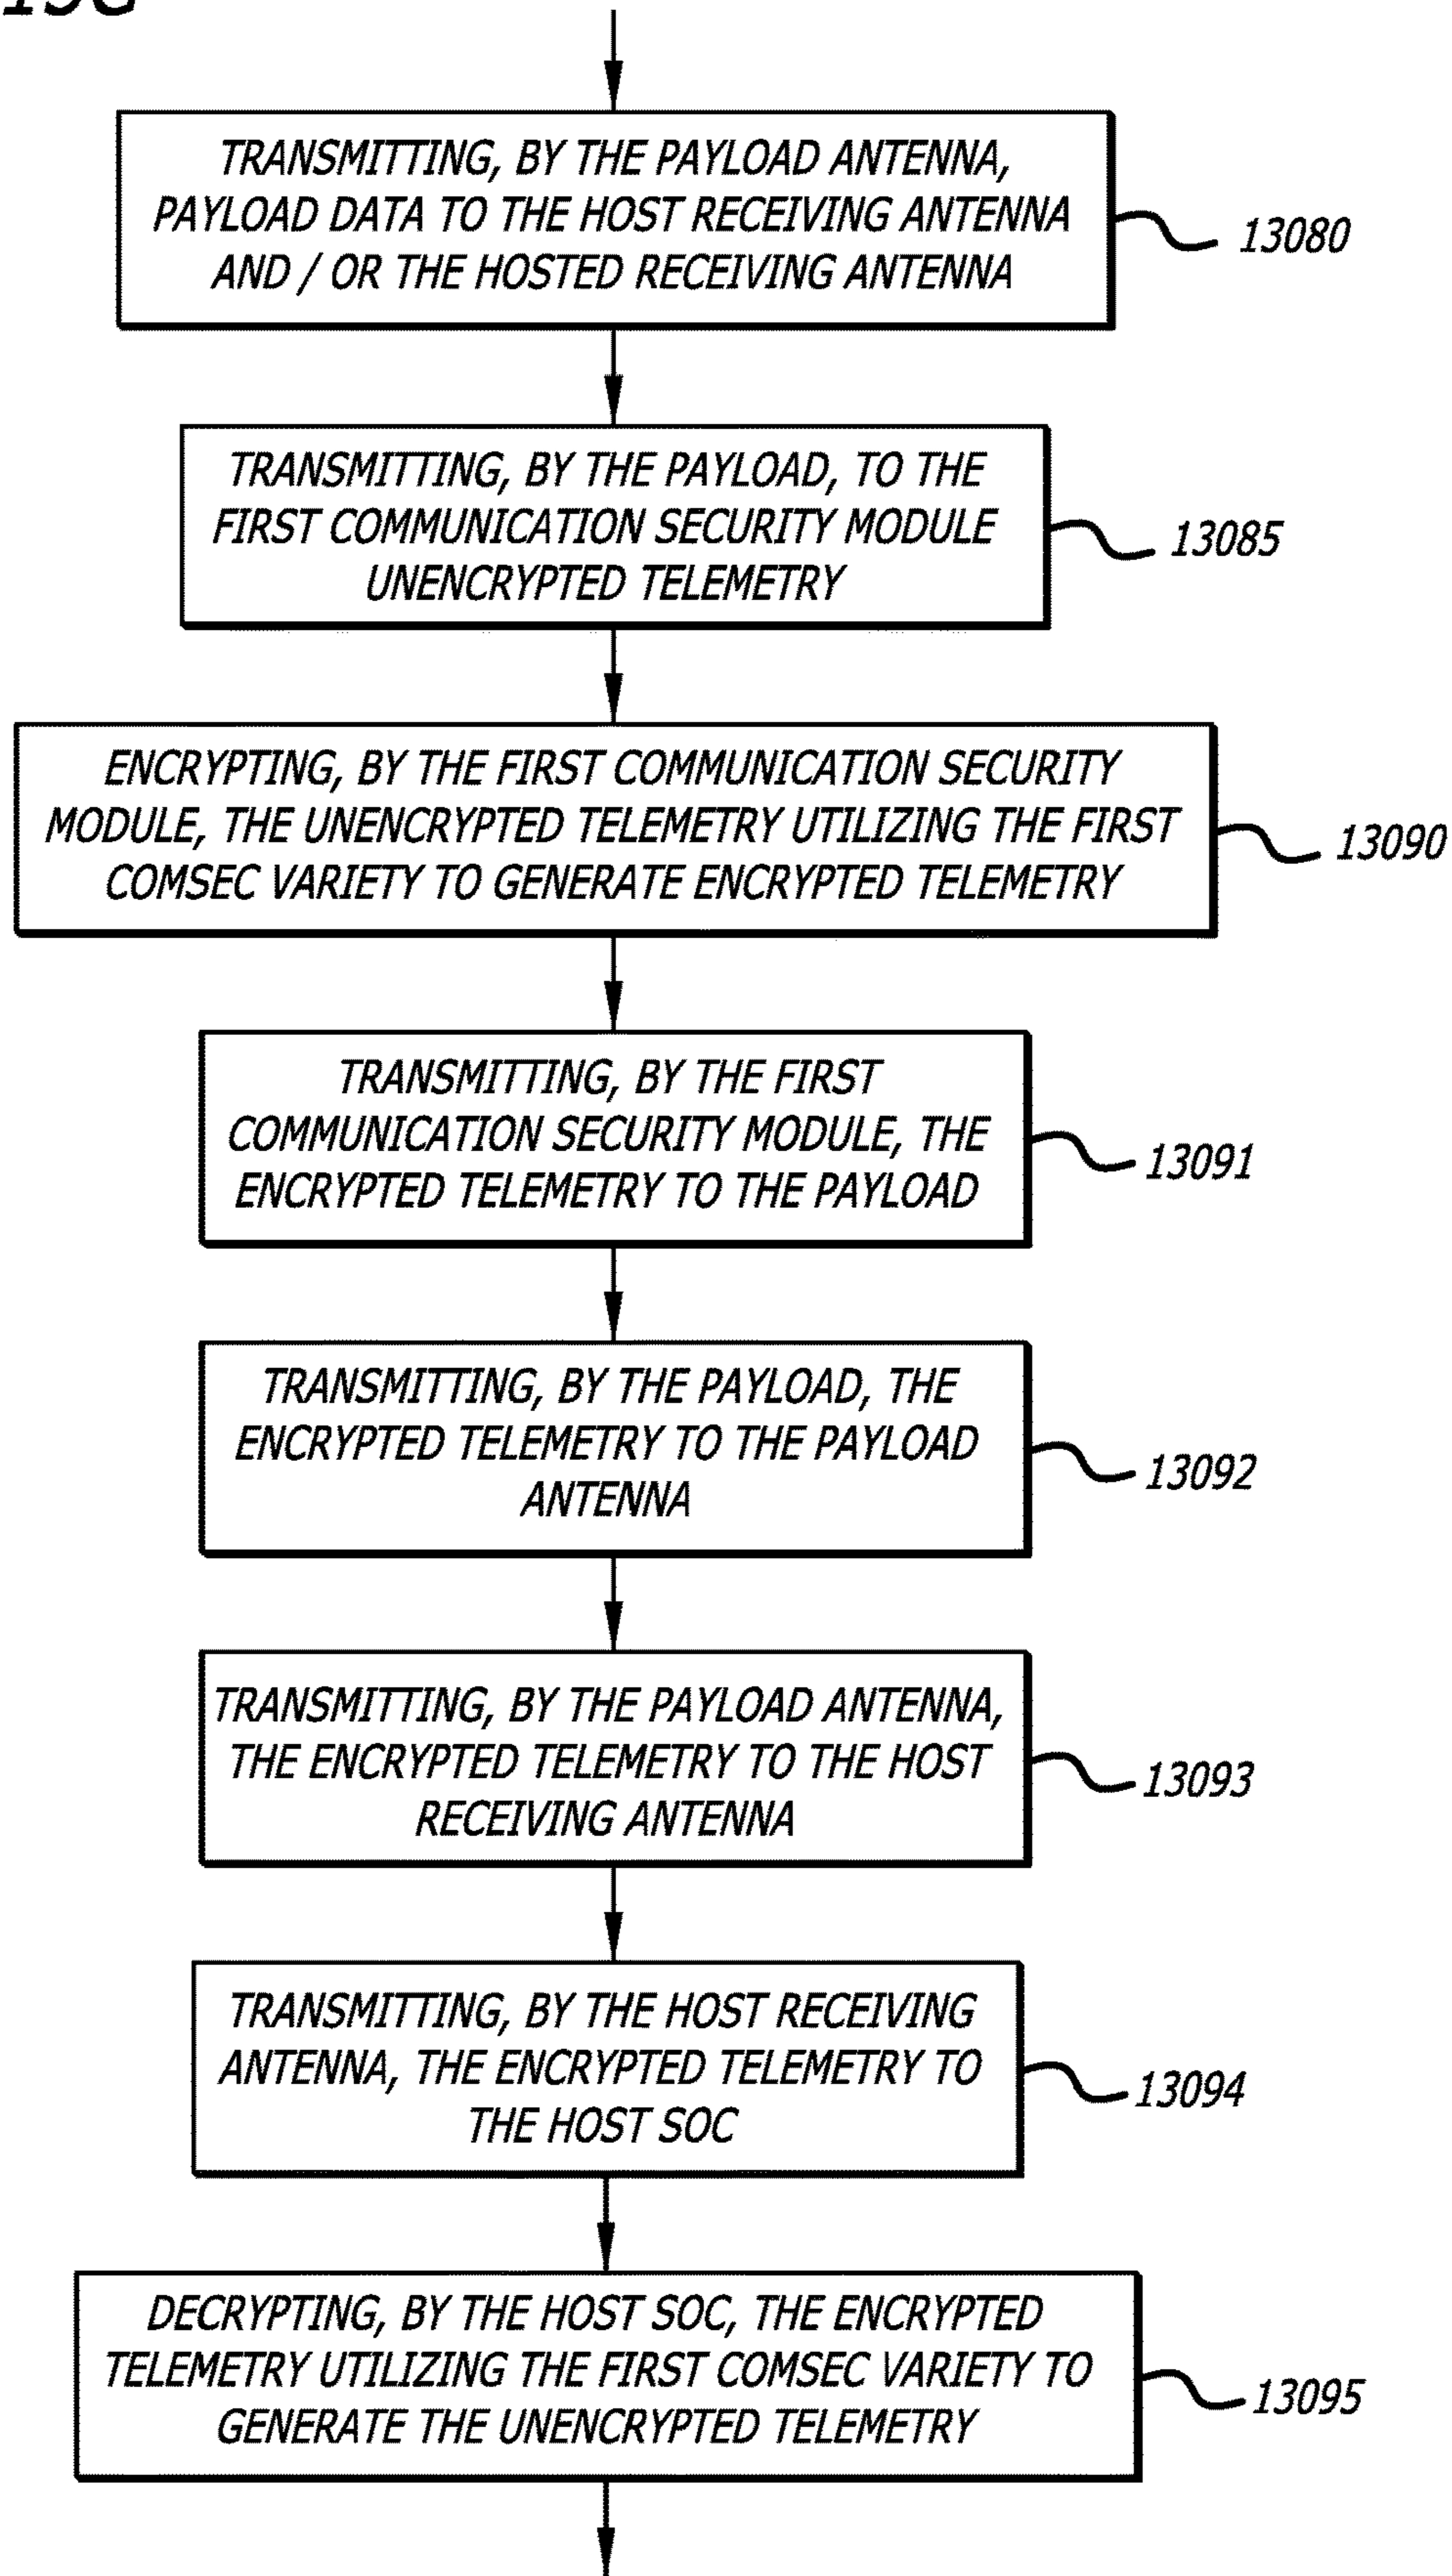 TRANSMITTING, BY THE PAYLOAD ANTENNA,
PAYLOAD DATA TO THE HOST RECEIVING ANTENNA
AND / OR THE HOSTED RECEIVING ANTENNA
13080
TRANSMITTING, BY THE PAYLOAD, TO THE
FIRST COMMUNICATION SECURITY MODULE
UNENCRYPTED TELEMETRY
13085
ENCRYPTING, BY THE FIRST COMMUNICATION SECURITY
MODULE, THE UNENCRYPTED TELEMETRY UTILIZING THE FIRST
COMSEC VARIETY TO GENERATE ENCRYPTED TELEMETRY
13090
TRANSMITTING, BY THE FIRST
COMMUNICATION SECURITY MODULE, THE
ENCRYPTED TELEMETRY TO THE PAYLOAD
13091
TRANSMITTING, BY THE PAYLOAD, THE
ENCRYPTED TELEMETRY TO THE PAYLOAD
ANTENNA
13092
TRANSMITTING, BY THE PAYLOAD ANTENNA,
THE ENCRYPTED TELEMETRY TO THE HOST
RECEIVING ANTENNA
13093
TRANSMITTING, BY THE HOST RECEIVING
ANTENNA, THE ENCRYPTED TELEMETRY TO
THE HOST SOC
13094
DECRYPTING, BY THE HOST SOC, THE ENCRYPTED
TELEMETRY UTILIZING THE FIRST COMSEC VARIETY TO
GENERATE THE UNENCRYPTED TELEMETRY
13095